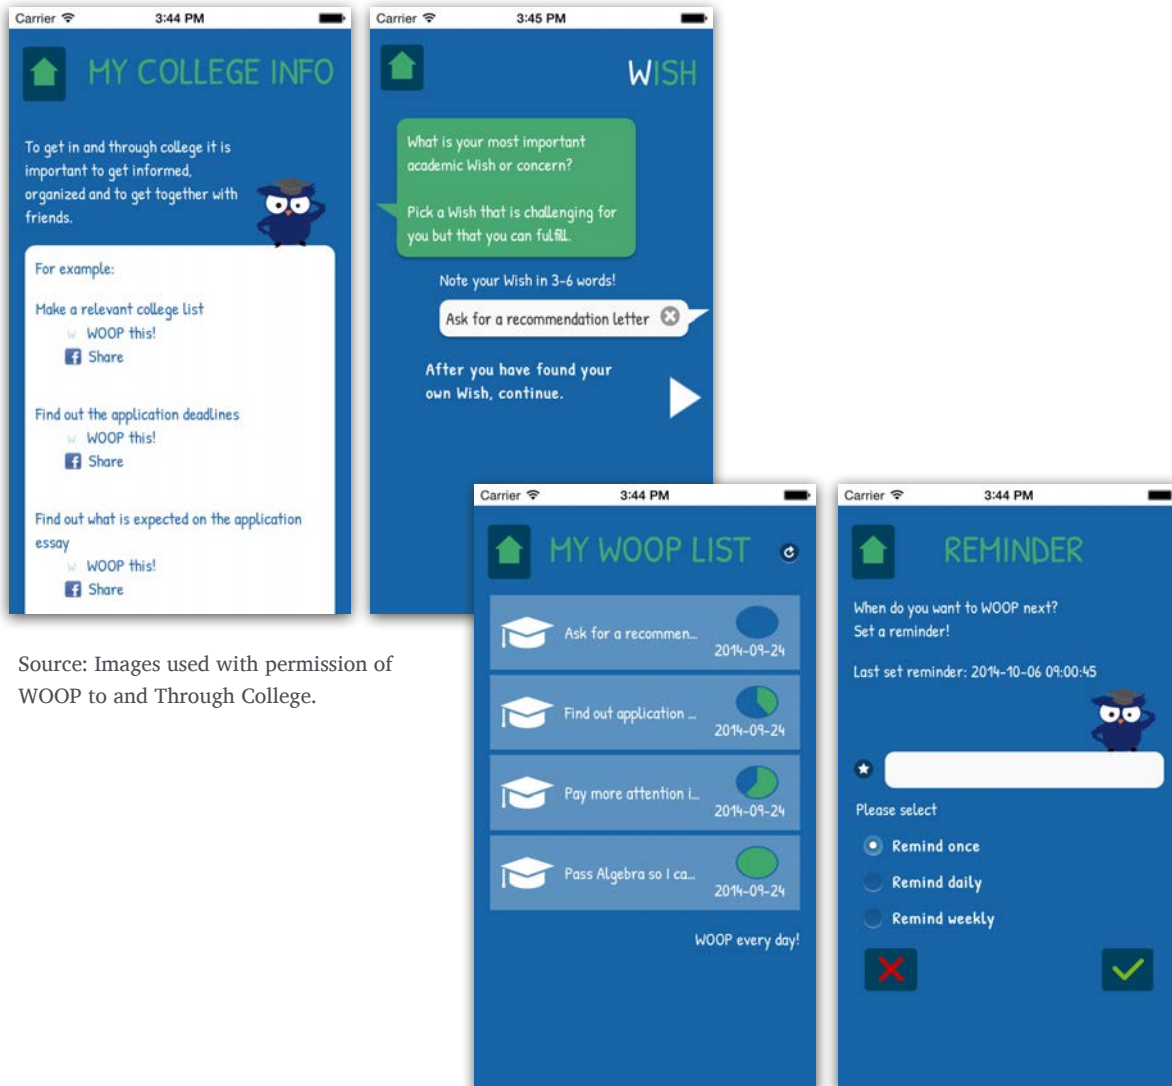 Carrier 3:44 PM
MY COLLEGE INFO
To get in and through college it is
important to get informed,
organized and to get together with
friends.
For example:
Make a relevant college list
W WOOP this!
f Share
Find out the application deadlines
W WOOP this!
f Share
Find out what is expected on the application
essay
W WOOP this!
f Share
Carrier 3:45 PM
WISH
What is your most important
academic Wish or concern?
Pick a Wish that is challenging for
you but that you can fulfill.
Note your Wish in 3-6 words!
Ask for a recommendation letter
After you have found your
own Wish, continue.
Source: Images used with permission of
WOOP to and Through College.
Carrier 3:44 PM
MY WOOP LIST
Ask for a recommen...
2014-09-24
Find out application ...
2014-09-24
Pay more attention i...
2014-09-24
Pass Algebra so I ca...
2014-09-24
WOOP every day!
Carrier 3:44 PM
REMINDER
When do you want to WOOP next?
Set a reminder!
Last set reminder: 2014-10-06 09:00:45
Please select
Remind once
Remind daily
Remind weekly